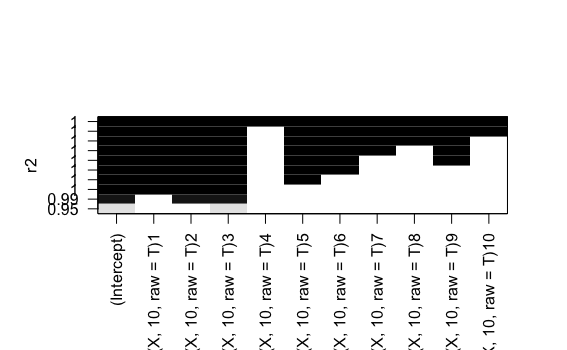 r2
1
0.99
0.95
(Intercept)
(X, 10, raw = T)1
(X, 10, raw = T)2
(X, 10, raw = T)3
(X, 10, raw = T)4
(X, 10, raw = T)5
(X, 10, raw = T)6
(X, 10, raw = T)7
(X, 10, raw = T)8
(X, 10, raw = T)9
X, 10, raw = T)10